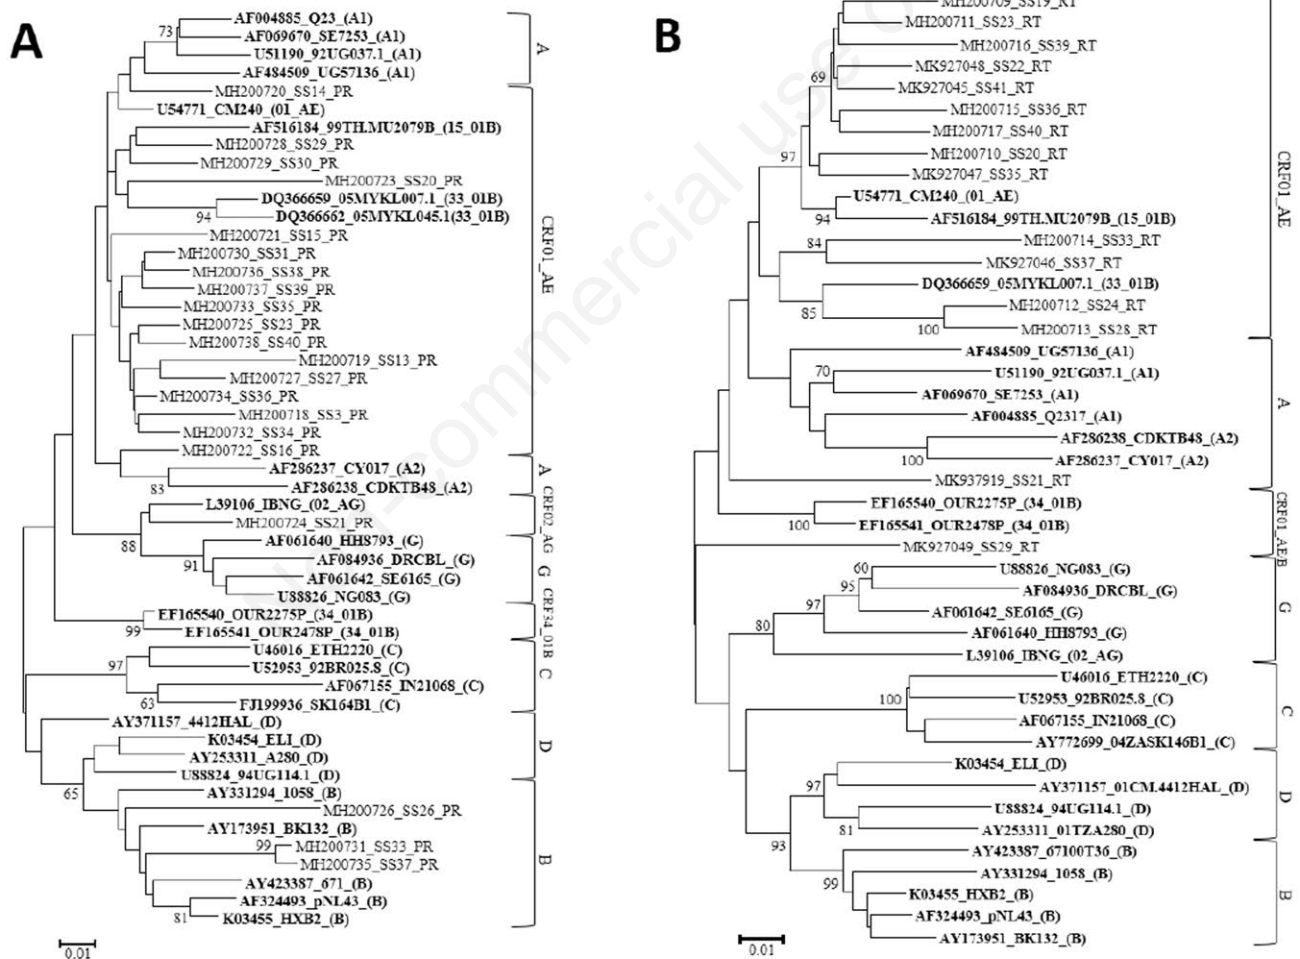 A
73
AF004885_Q23_(A1)
AF069670_SE7253_(A1)
U51190_92UG037.1_(A1)
AF484509_UG57136_(A1)
A
MH200720_SS14_PR
U54771_CM240_(01_AE)
AF516184_99TH.MU2079B_(15_01B)
MH200728_SS29_PR
MH200729_SS30_PR
MH200723_SS20_PR
DQ366659_05MYKL007.1_(33_01B)
94
DQ366662_05MYKL045.1(33_01B)
MH200721_SS15_PR
MH200730_SS31_PR
MH200736_SS38_PR
MH200737_SS39_PR
MH200733_SS35_PR
MH200725_SS23_PR
MH200738_SS40_PR
MH200719_SS13_PR
MH200727_SS27_PR
MH200734_SS36_PR
MH200718_SS3_PR
MH200732_SS34_PR
MH200722_SS16_PR
CRF01_AE
AF286237_CY017_(A2)
83
AF286238_CDKTB48_(A2)
A
L39106_IBNG_(02_AG)
MH200724_SS21_PR
CRF02_AG
88
AF061640_HH8793_(G)
91
AF084936_DRCBL_(G)
AF061642_SE6165_(G)
U88826_NG083_(G)
G
EF165540_OUR2275P_(34_01B)
99
EF165541_OUR2478P_(34_01B)
CRF34_01B
U46016_ETH2220_(C)
97
U52953_92BR025.8_(C)
AF067155_IN21068_(C)
63
FJ199936_SK164B1_(C)
C
AY371157_4412HAL_(D)
K03454_ELI_(D)
AY253311_A280_(D)
U88824_94UG114.1_(D)
D
65
AY331294_1058_(B)
MH200726_SS26_PR
AY173951_BK132_(B)
99
MH200731_SS33_PR
MH200735_SS37_PR
AY423387_671_(B)
AF324493_pNL43_(B)
81
K03455_HXB2_(B)
B
0.01
B
MH200709_SS19_RT
MH200711_SS23_RT
MH200716_SS39_RT
MK927048_SS22_RT
69
MK927045_SS41_RT
MH200715_SS36_RT
MH200717_SS40_RT
MH200710_SS20_RT
97
MK927047_SS35_RT
U54771_CM240_(01_AE)
94
AF516184_99TH.MU2079B_(15_01B)
MH200714_SS33_RT
84
MK927046_SS37_RT
DQ366659_05MYKL007.1_(33_01B)
85
MH200712_SS24_RT
100
MH200713_SS28_RT
CRF01_AE
AF484509_UG57136_(A1)
70
U51190_92UG037.1_(A1)
AF069670_SE7253_(A1)
AF004885_Q2317_(A1)
AF286238_CDKTB48_(A2)
100
AF286237_CY017_(A2)
MK937919_SS21_RT
A
EF165540_OUR2275P_(34_01B)
100
EF165541_OUR2478P_(34_01B)
MK927049_SS29_RT
CRF01_AE/B
60
U88826_NG083_(G)
95
AF084936_DRCBL_(G)
97
AF061642_SE6165_(G)
80
AF061640_HH8793_(G)
L39106_IBNG_(02_AG)
G
U46016_ETH2220_(C)
100
U52953_92BR025.8_(C)
AF067155_IN21068_(C)
AY772699_04ZASK146B1_(C)
C
K03454_ELI_(D)
97
AY371157_01CM.4412HAL_(D)
U88824_94UG114.1_(D)
81
AY253311_01TZA280_(D)
D
93
AY423387_67100T36_(B)
99
AY331294_1058_(B)
K03455_HXB2_(B)
AF324493_pNL43_(B)
AY173951_BK132_(B)
B
0.01
Non-commercial use